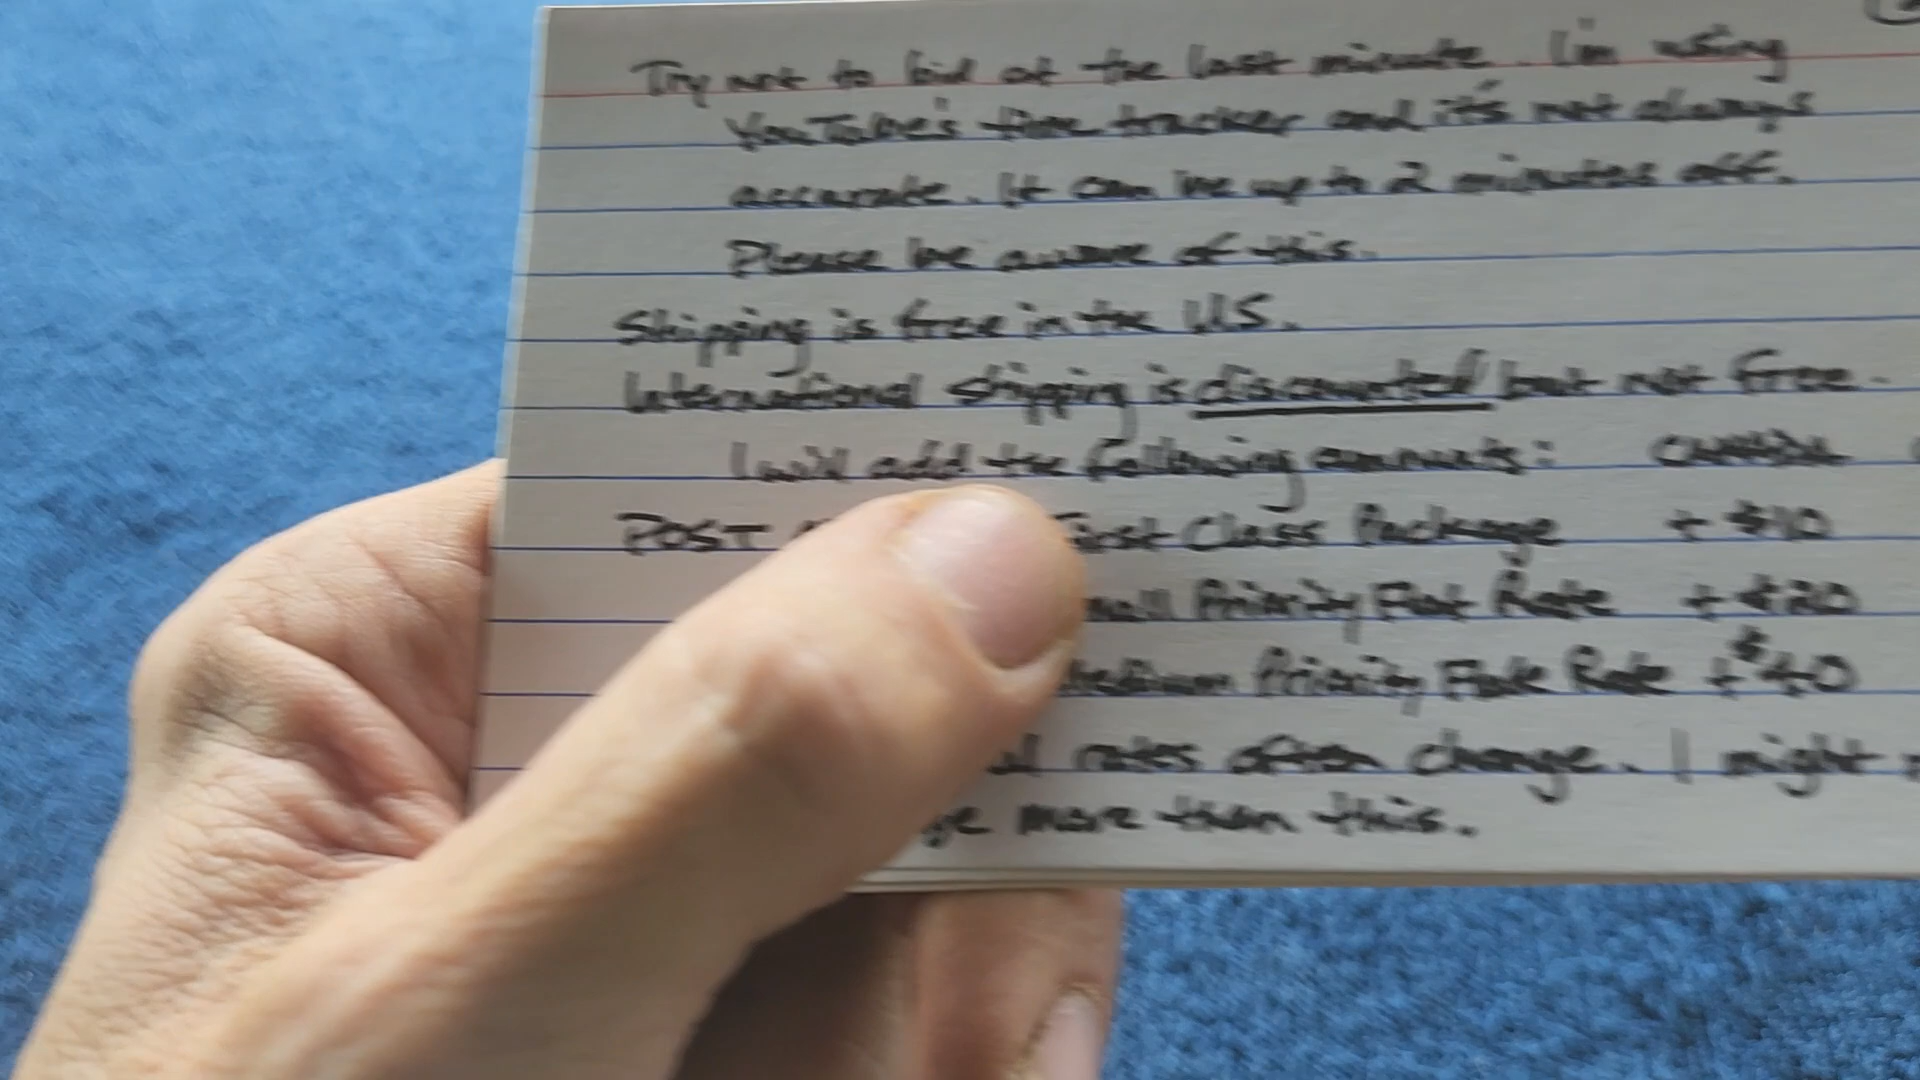 Try not to bid at the last minute. I'm using
YouTube's time tracker and it's not always
accurate. It can be up to 2 minutes off.
Please be aware of this.
Shipping is free in the US.
International shipping is discounted but not free.
I will add the following amounts: CANADA
POST First Class Package +$10
Small Priority Flat Rate +$20
Medium Priority Flat Rate +$40
rates often change. I might
more than this.